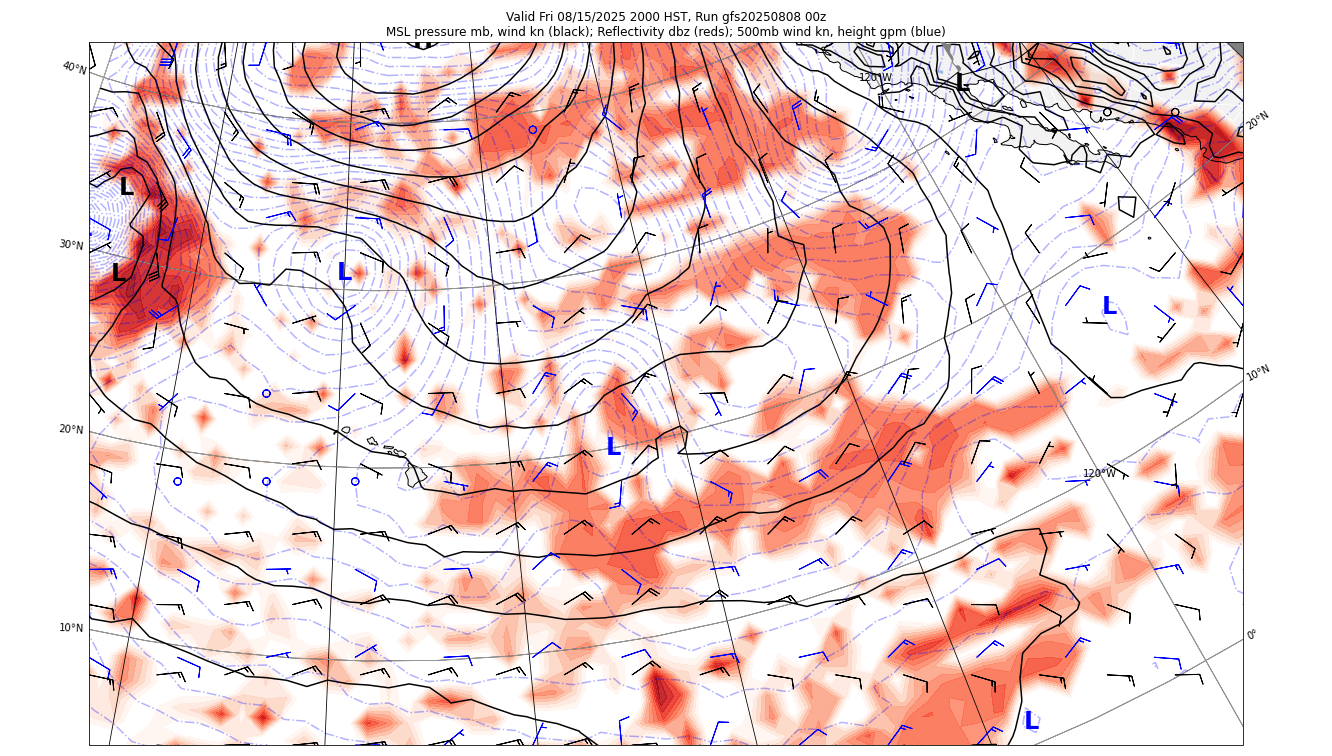 Valid Fri 08/15/2025 2000 HST, Run gfs20250808 00z
MSL pressure mb, wind kn (black); Reflectivity dbz (reds); 500mb wind kn, height gpm (blue)
H
40°N
120°W
L
20°N
L
30°N
L
L
L
10°N
20°N
L
120°W
10°N
0°
L